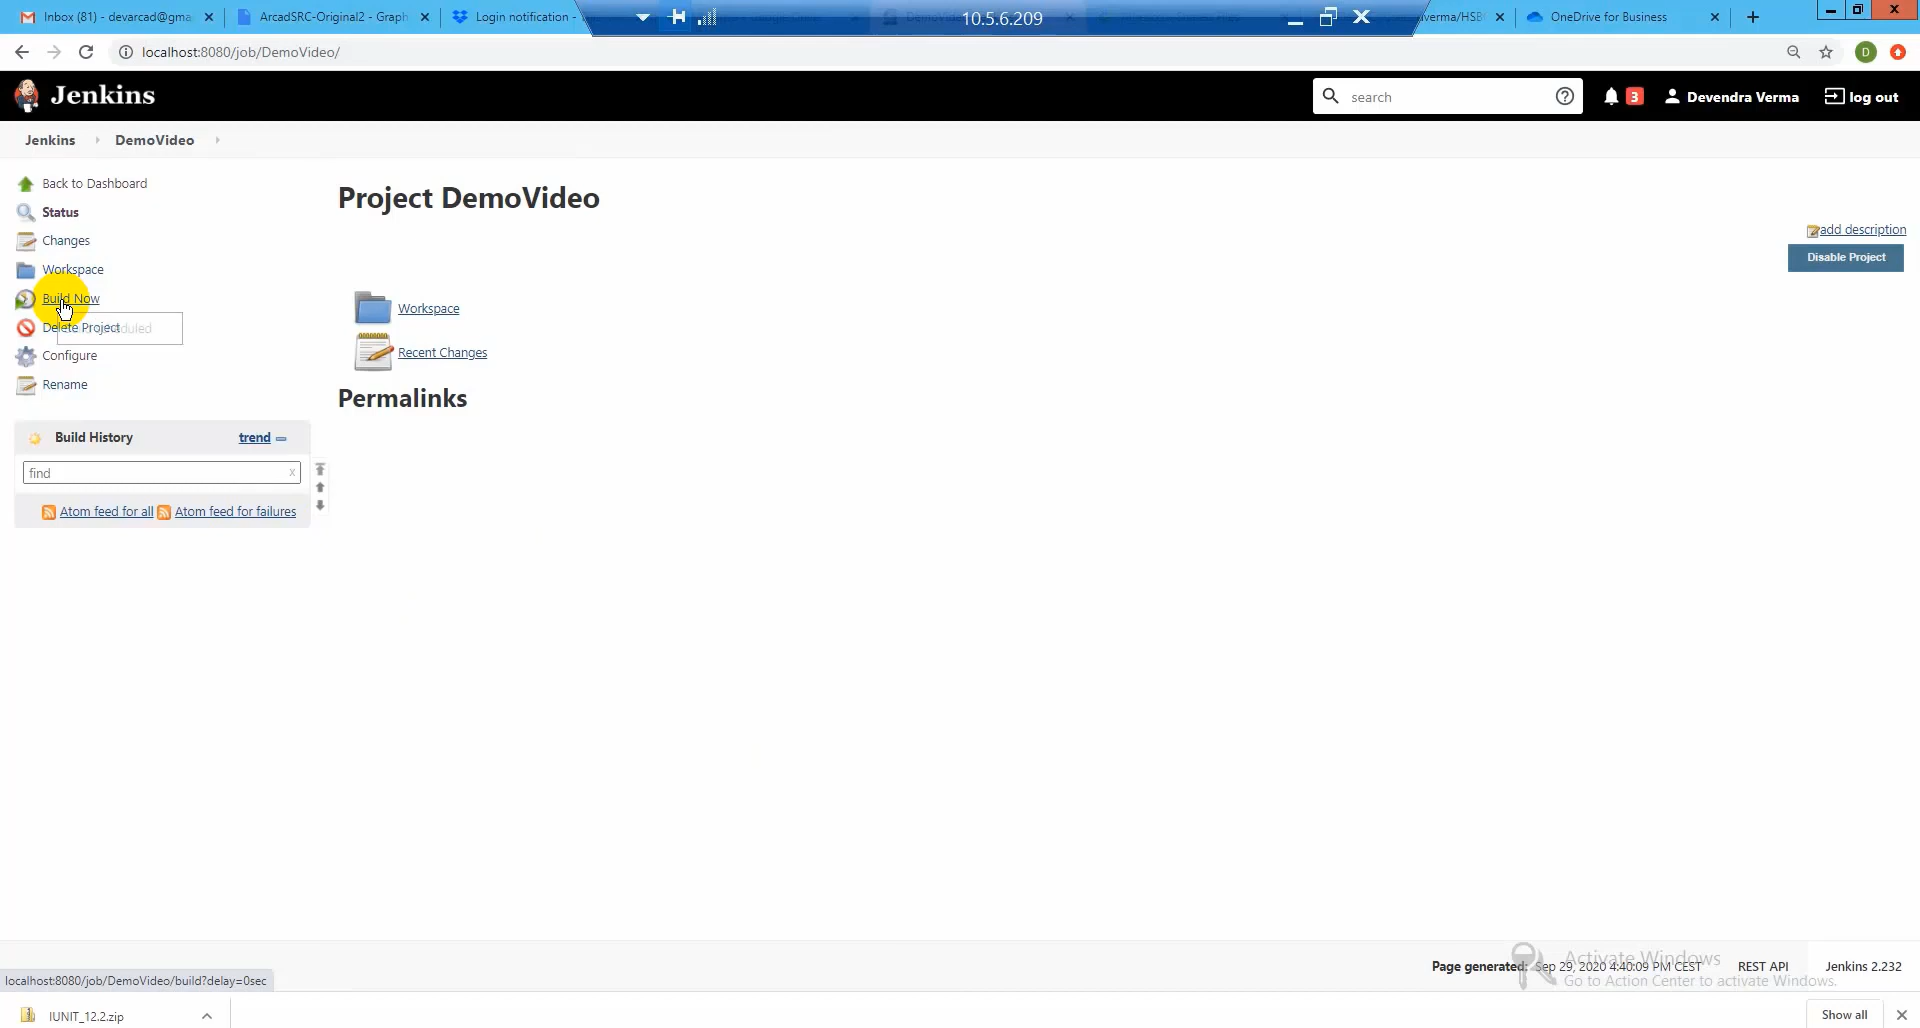 Inbox (81) - devarcad@gma
ArcadSRC-Original2 - Graph
Login notification -
10.5.6.209
verma/HSB
OneDrive for Business
localhost:8080/job/DemoVideo/
D
Jenkins
search
3
Devendra Verma
log out
Jenkins
DemoVideo
Back to Dashboard
Status
Changes
Workspace
Build Now
Delete Project
Configure
Rename
Project DemoVideo
add description
Disable Project
Workspace
Recent Changes
Permalinks
Build History
trend
find
x
Atom feed for all
Atom feed for failures
Activate Windows
Go to Action Center to activate Windows.
Page generated: Sep 29, 2020 4:40:09 PM CEST
REST API
Jenkins 2.232
localhost:8080/job/DemoVideo/build?delay=0sec
IUNIT_12.2.zip
Show all